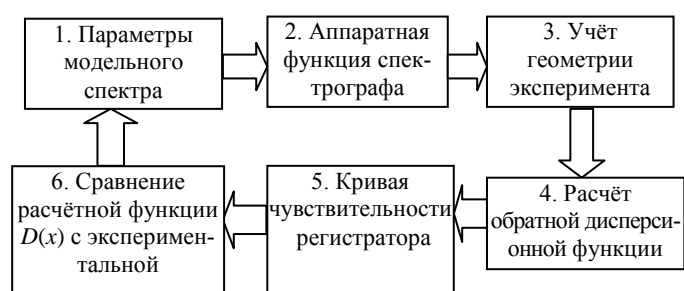 1. Параметры
модельного
спектра
2. Аппаратная
функция спек-
трографа
3. Учёт
геометрии
эксперимента
4. Расчёт
обратной дисперси-
онной функции
5. Кривая
чувствительности
регистратора
6. Сравнение
расчётной функции
D(x) с эксперимен-
тальной